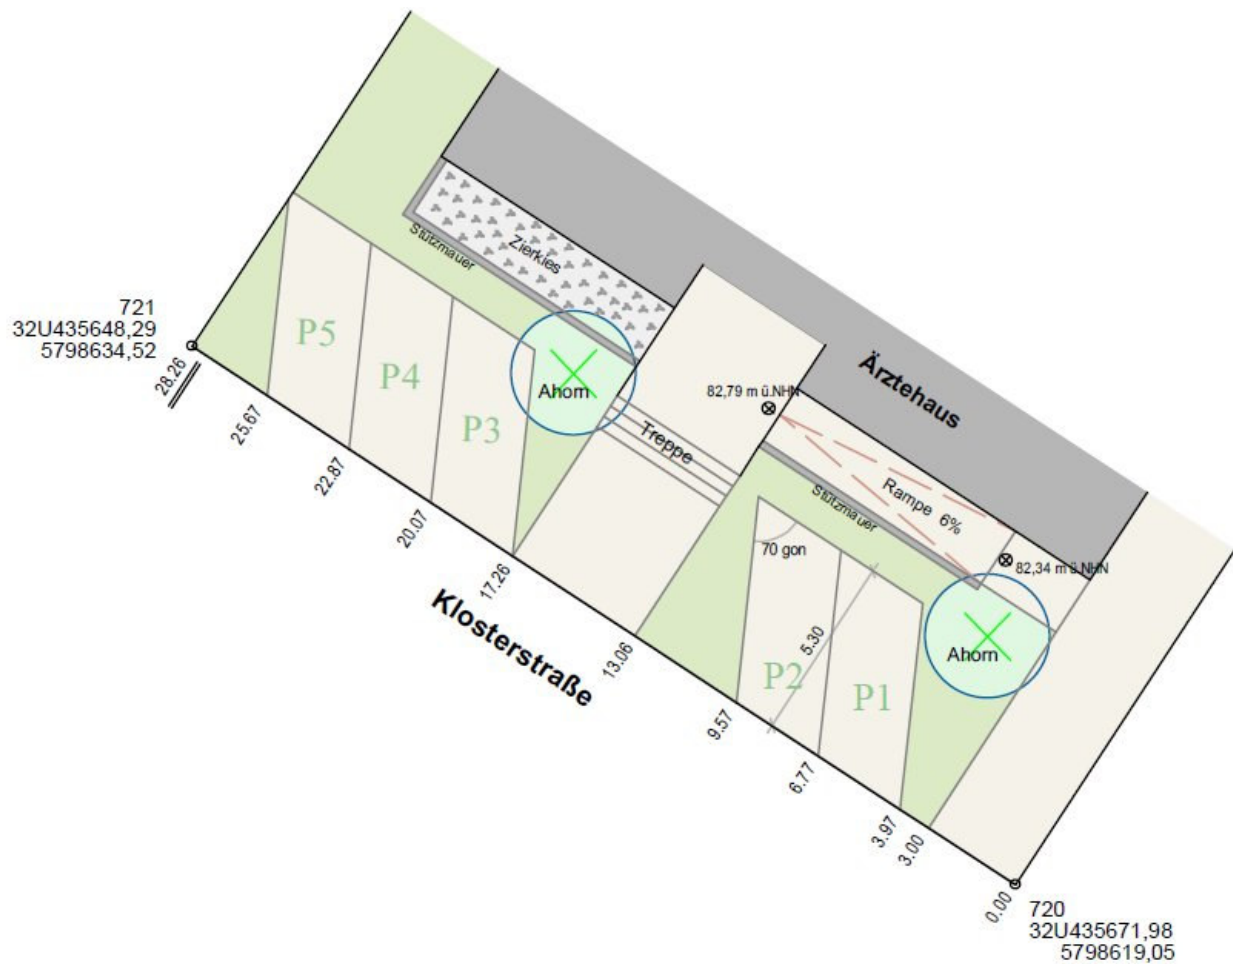 Zierkies
Stützmauer
721
32U435648,29
5798634,52
28.26
P5
P4
P3
Ahorn
Treppe
82,79 m ü.NHN
Ärztehaus
Rampe 6%
Stützmauer
70 gon
82,34 m ü.NHN
5.30
Ahorn
P2
P1
25.67
22.87
20.07
17.26
Klosterstraße
13.06
9.57
6.77
3.97
3.00
0.00
720
32U435671,98
5798619,05